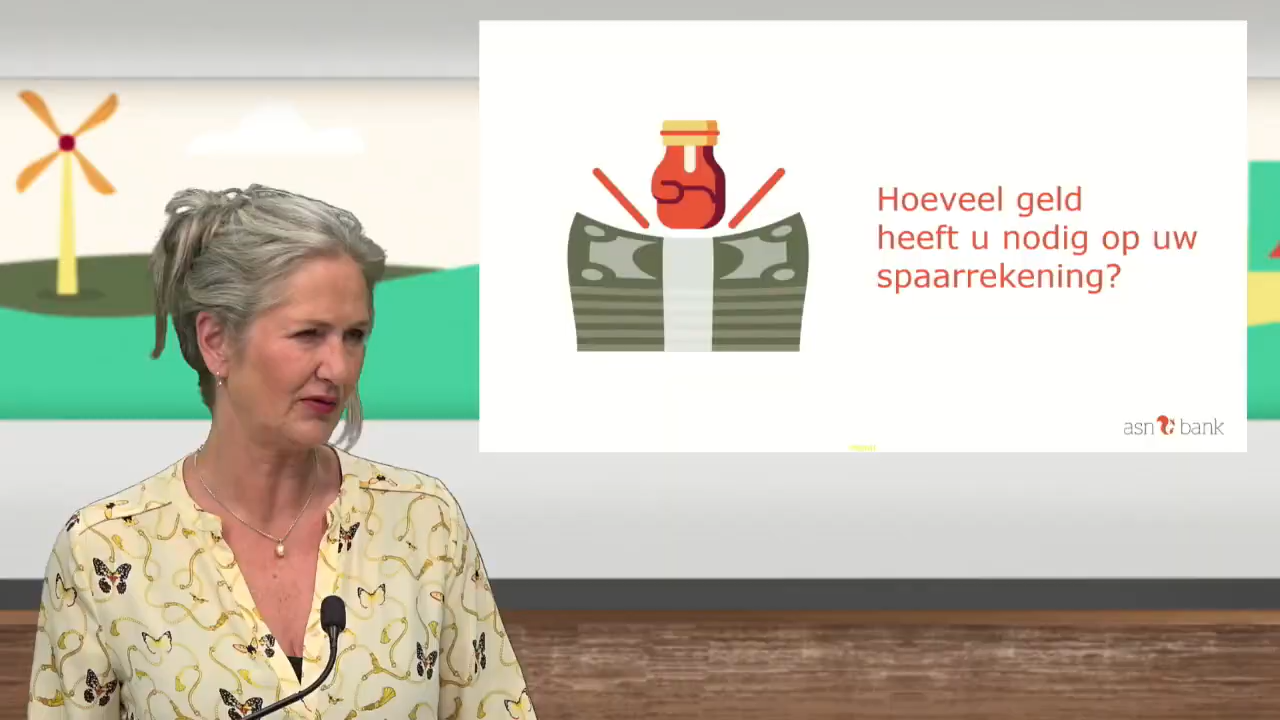 Hoeveel geld
heeft u nodig op uw
spaarrekening?
asn bank